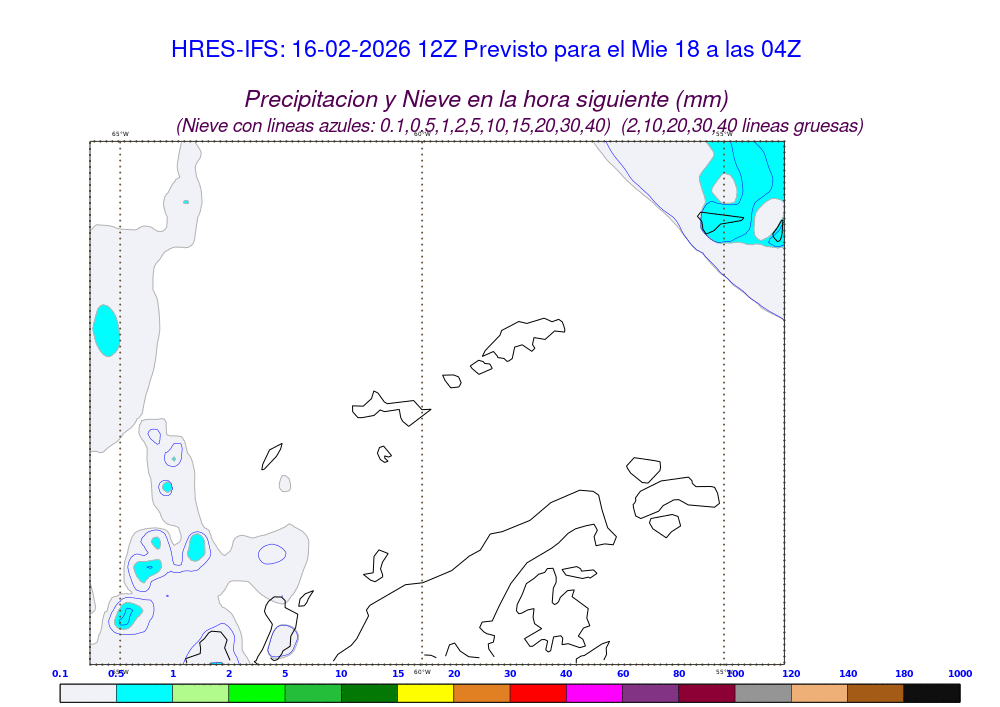 HRES-IFS: 16-02-2026 12Z Previsto para el Mie 18 a las 04Z
Precipitacion y Nieve en la hora siguiente (mm)
(Nieve con lineas azules: 0.1,0.5,1,2,5,10,15,20,30,40)  (2,10,20,30,40 lineas gruesas)
65°W 60°W 55°W
65°W 60°W 55°W
0.1 0.5 1 2 5 10 15 20 30 40 60 80 100 120 140 180 1000